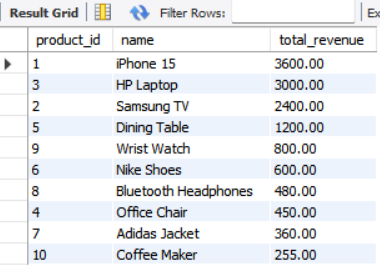 Result Grid Filter Rows: Ex
product_id name total_revenue
1 iPhone 15 3600.00
3 HP Laptop 3000.00
2 Samsung TV 2400.00
5 Dining Table 1200.00
9 Wrist Watch 800.00
6 Nike Shoes 600.00
8 Bluetooth Headphones 480.00
4 Office Chair 450.00
7 Adidas Jacket 360.00
10 Coffee Maker 255.00